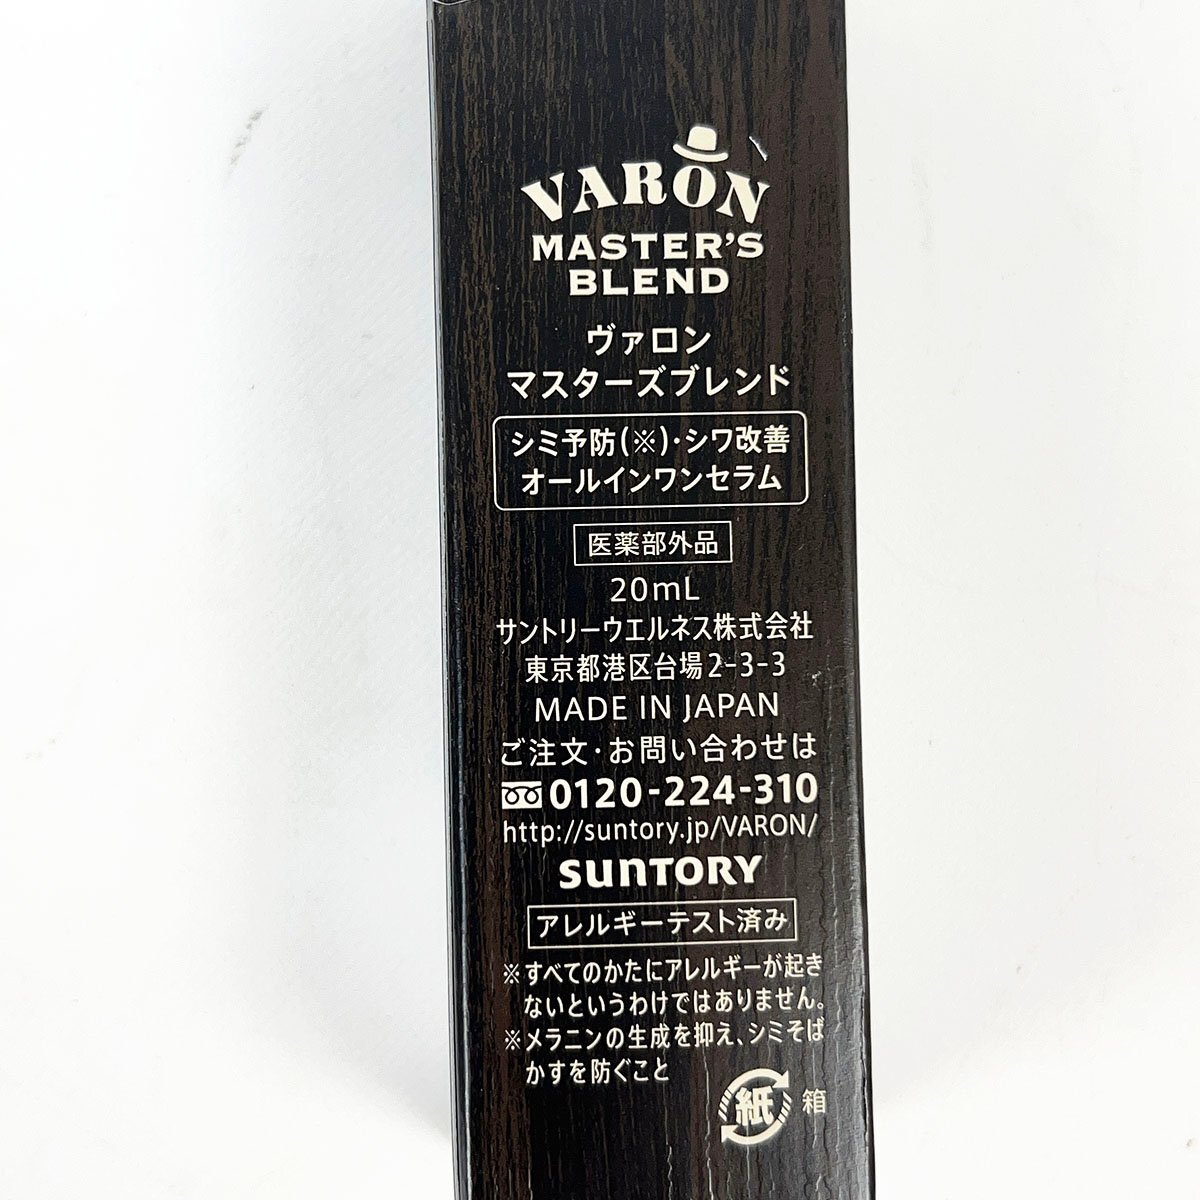 VARON
MASTER'S
BLEND
ヴァロン
マスターズブレンド
シミ予防(※)・シワ改善
オールインワンセラム
医薬部外品
20mL
サントリーウエルネス株式会社
東京都港区台場2-3-3
MADE IN JAPAN
ご注文・お問い合わせは
0120-224-310
http://suntory.jp/VARON/
SUNTORY
アレルギーテスト済み
※すべてのかたにアレルギーが起き
ないというわけではありません。
※メラニンの生成を抑え、シミそば
かすを防ぐこと
紙 箱